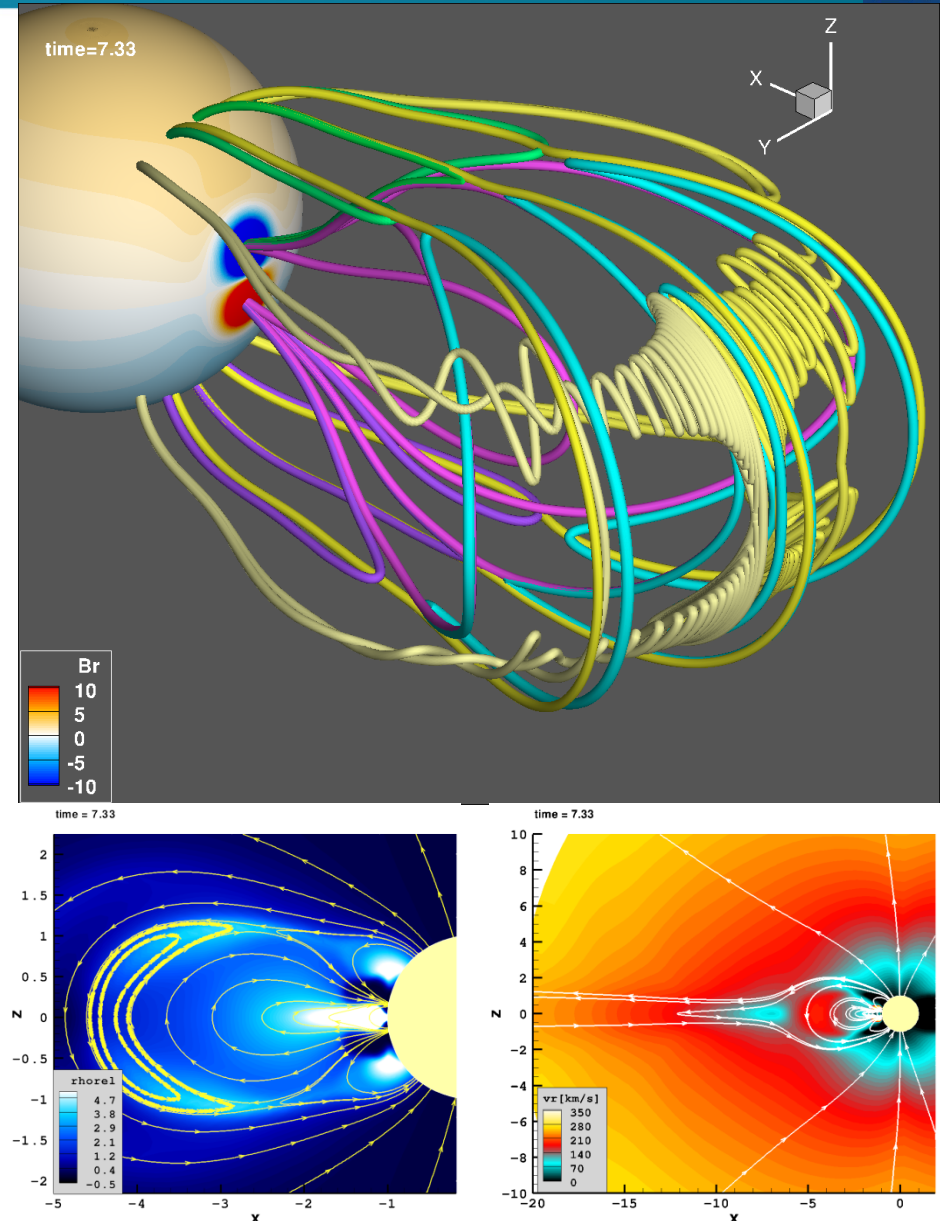 time=7.33
Z
X
Y
Br
10
5
0
-5
-10
time = 7.33
2
1.5
1
0.5
0
-0.5
-1
-1.5
-2
z
rhorel
4.7
3.8
2.9
2.1
1.2
0.4
-0.5
-5 -4 -3 -2 -1
x
time = 7.33
10
8
6
4
2
0
-2
-4
-6
-8
-10
z
vr[km/s]
350
280
210
140
70
0
-20 -15 -10 -5 0
x